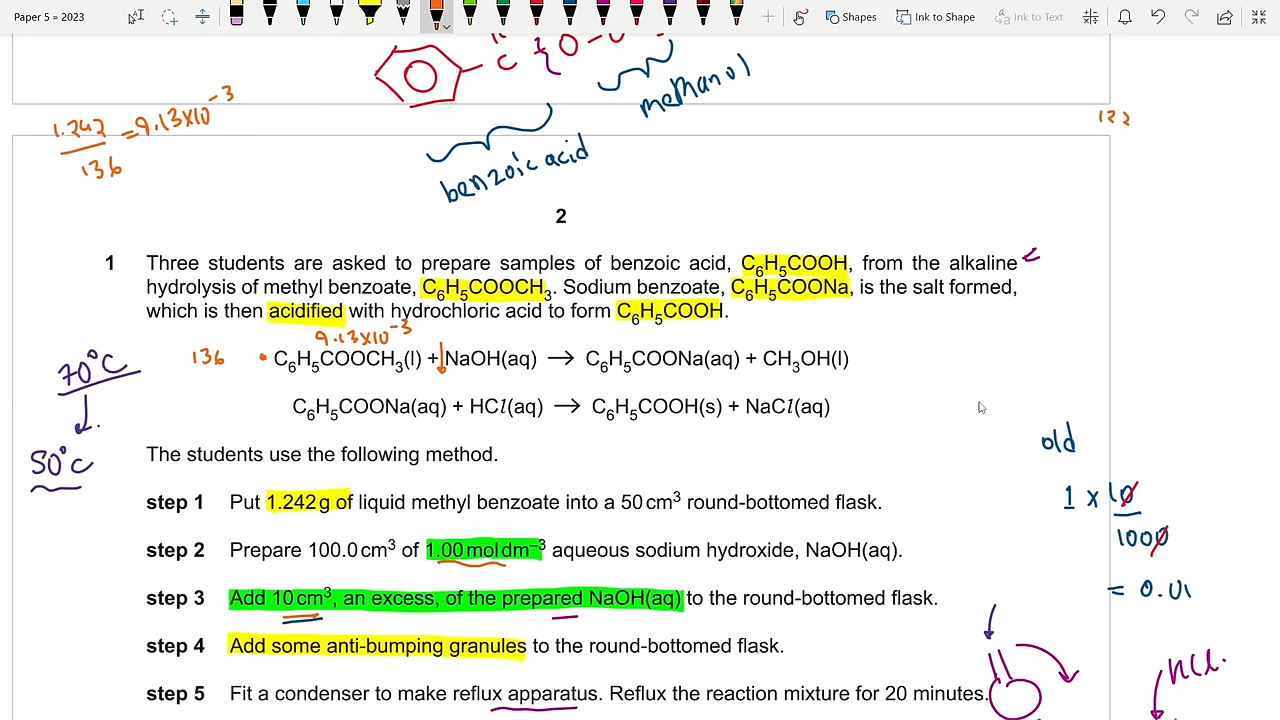 Paper 5 » 2023
Shapes
Ink to Shape
Ink to Text
C
O
methanol
1.242 = 9.13×10⁻³
136
122
benzoic acid
2
1 Three students are asked to prepare samples of benzoic acid, C₆H₅COOH, from the alkaline
hydrolysis of methyl benzoate, C₆H₅COOCH₃. Sodium benzoate, C₆H₅COONa, is the salt formed,
which is then acidified with hydrochloric acid to form C₆H₅COOH.
9.13×10⁻³
136 C₆H₅COOCH₃(l) + NaOH(aq) → C₆H₅COONa(aq) + CH₃OH(l)
70°C
C₆H₅COONa(aq) + HCl(aq) → C₆H₅COOH(s) + NaCl(aq)
old
The students use the following method.
50°C
step 1 Put 1.242 g of liquid methyl benzoate into a 50 cm³ round-bottomed flask.
1 × 10
1000
step 2 Prepare 100.0 cm³ of 1.00 mol dm⁻³ aqueous sodium hydroxide, NaOH(aq).
= 0.01
step 3 Add 10 cm³, an excess, of the prepared NaOH(aq) to the round-bottomed flask.
step 4 Add some anti-bumping granules to the round-bottomed flask.
HCl.
step 5 Fit a condenser to make reflux apparatus. Reflux the reaction mixture for 20 minutes.